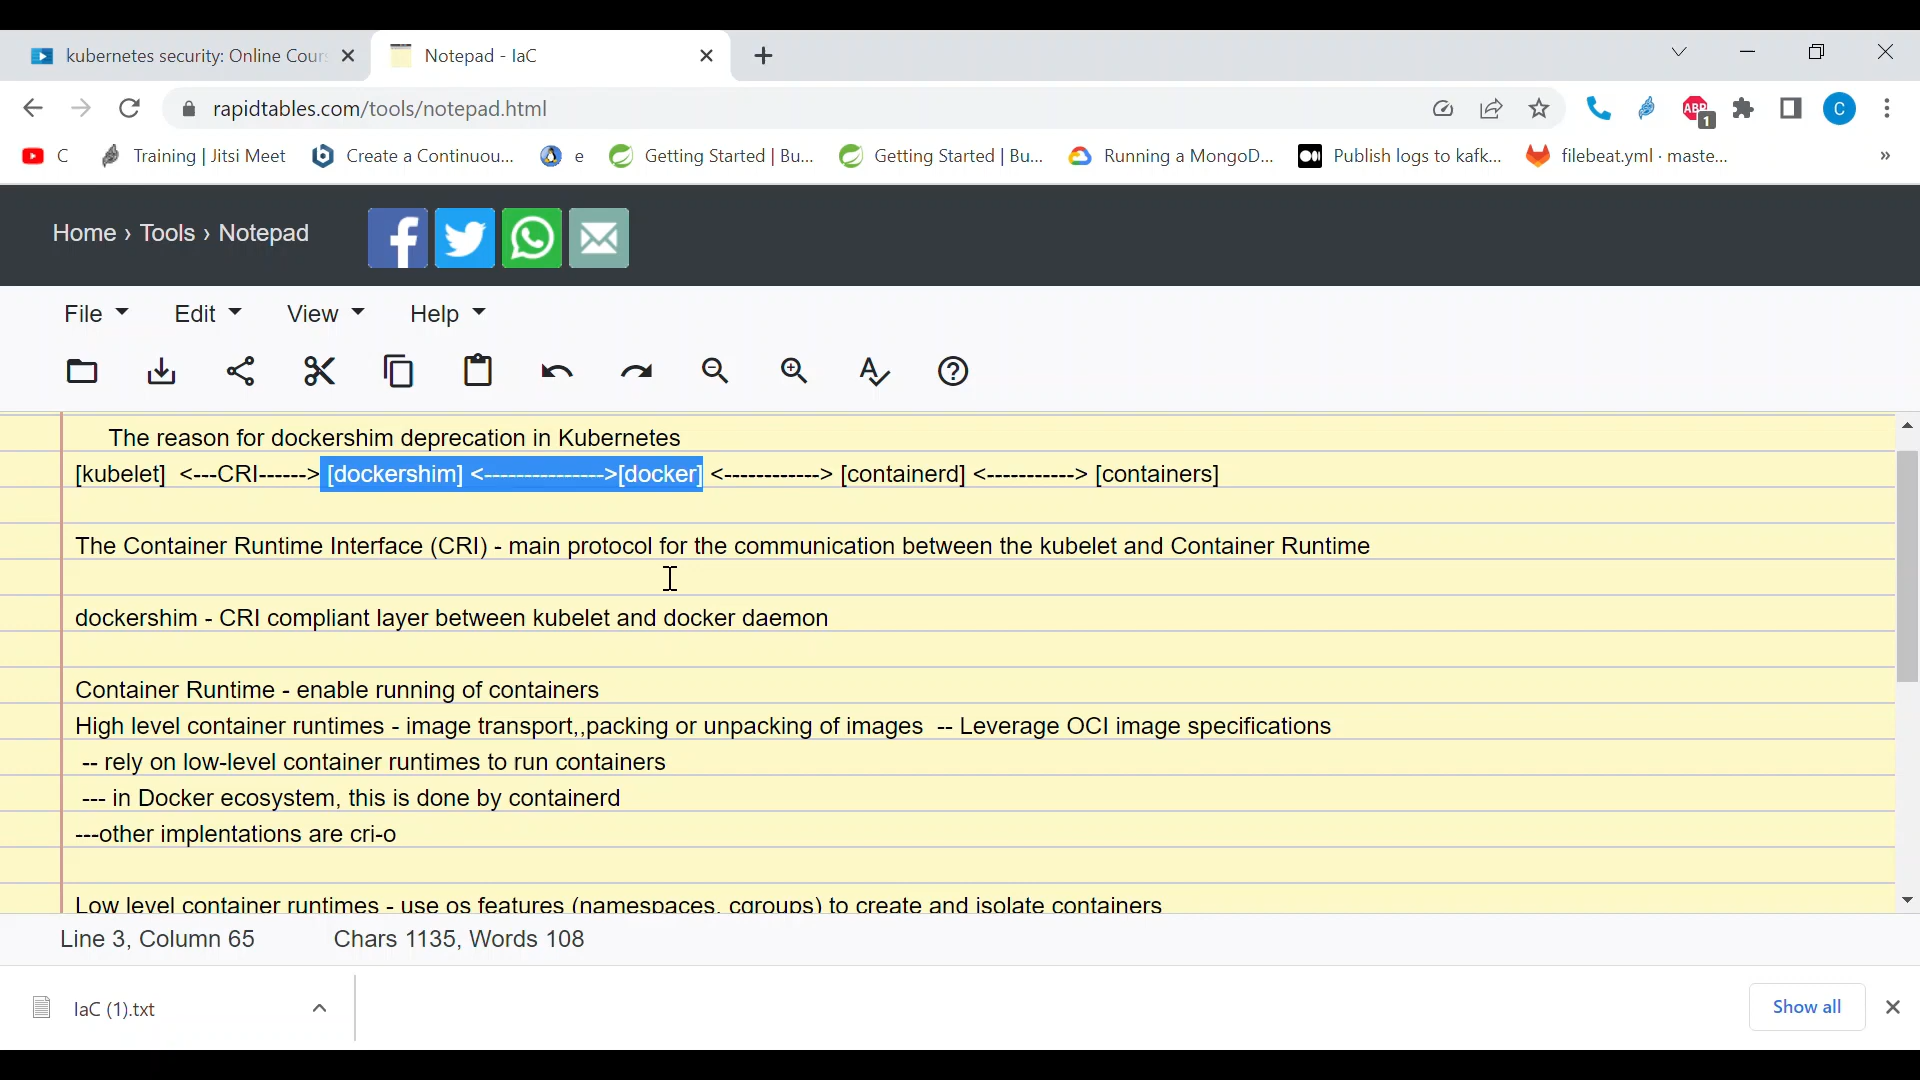 kubernetes security: Online Cour
Notepad - IaC
rapidtables.com/tools/notepad.html
ABP
1
C
C
Training | Jitsi Meet
Create a Continuou...
e
Getting Started | Bu...
Getting Started | Bu...
Running a MongoD...
Publish logs to kafk...
filebeat.yml · maste...
»
Home › Tools › Notepad
File
Edit
View
Help
The reason for dockershim deprecation in Kubernetes
[kubelet] <---CRI------> [dockershim] <---------------->[docker] <------------> [containerd] <-----------> [containers]
The Container Runtime Interface (CRI) - main protocol for the communication between the kubelet and Container Runtime
dockershim - CRI compliant layer between kubelet and docker daemon
Container Runtime - enable running of containers
High level container runtimes - image transport,,packing or unpacking of images -- Leverage OCI image specifications
-- rely on low-level container runtimes to run containers
--- in Docker ecosystem, this is done by containerd
---other implentations are cri-o
Low level container runtimes - use os features (namespaces, cgroups) to create and isolate containers
Line 3, Column 65
Chars 1135, Words 108
IaC (1).txt
Show all